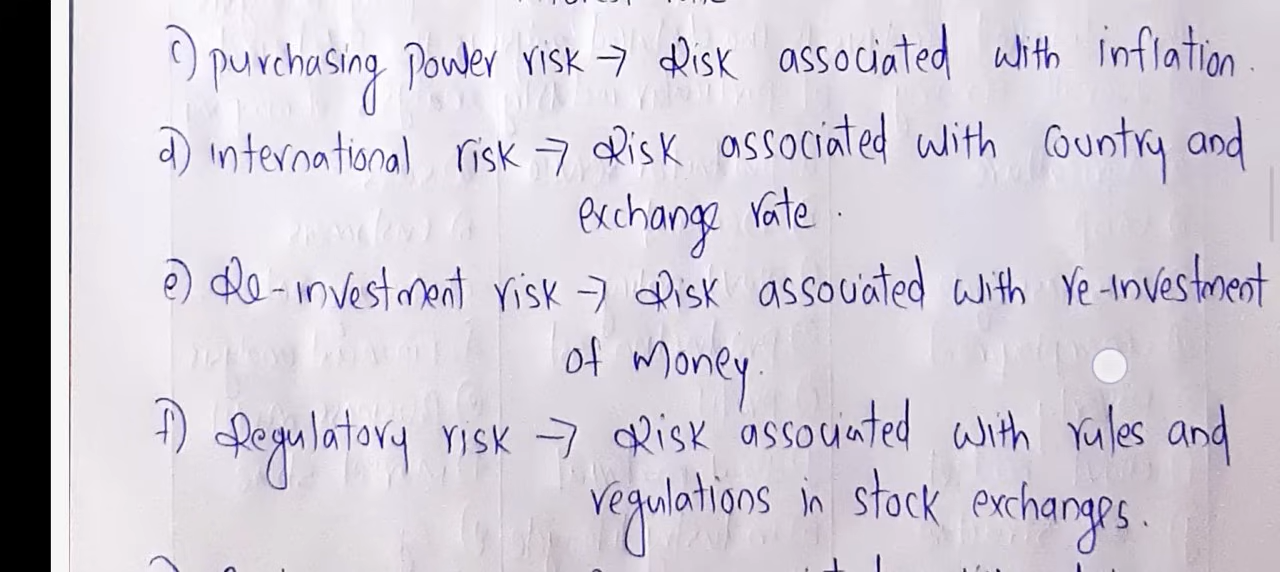 c) purchasing Power risk → Risk associated with inflation.
d) international risk → Risk associated with Country and
exchange rate.
e) Re-investment risk → Risk associated with re-investment
of Money.
f) Regulatory risk → Risk associated with rules and
regulations in stock exchanges.